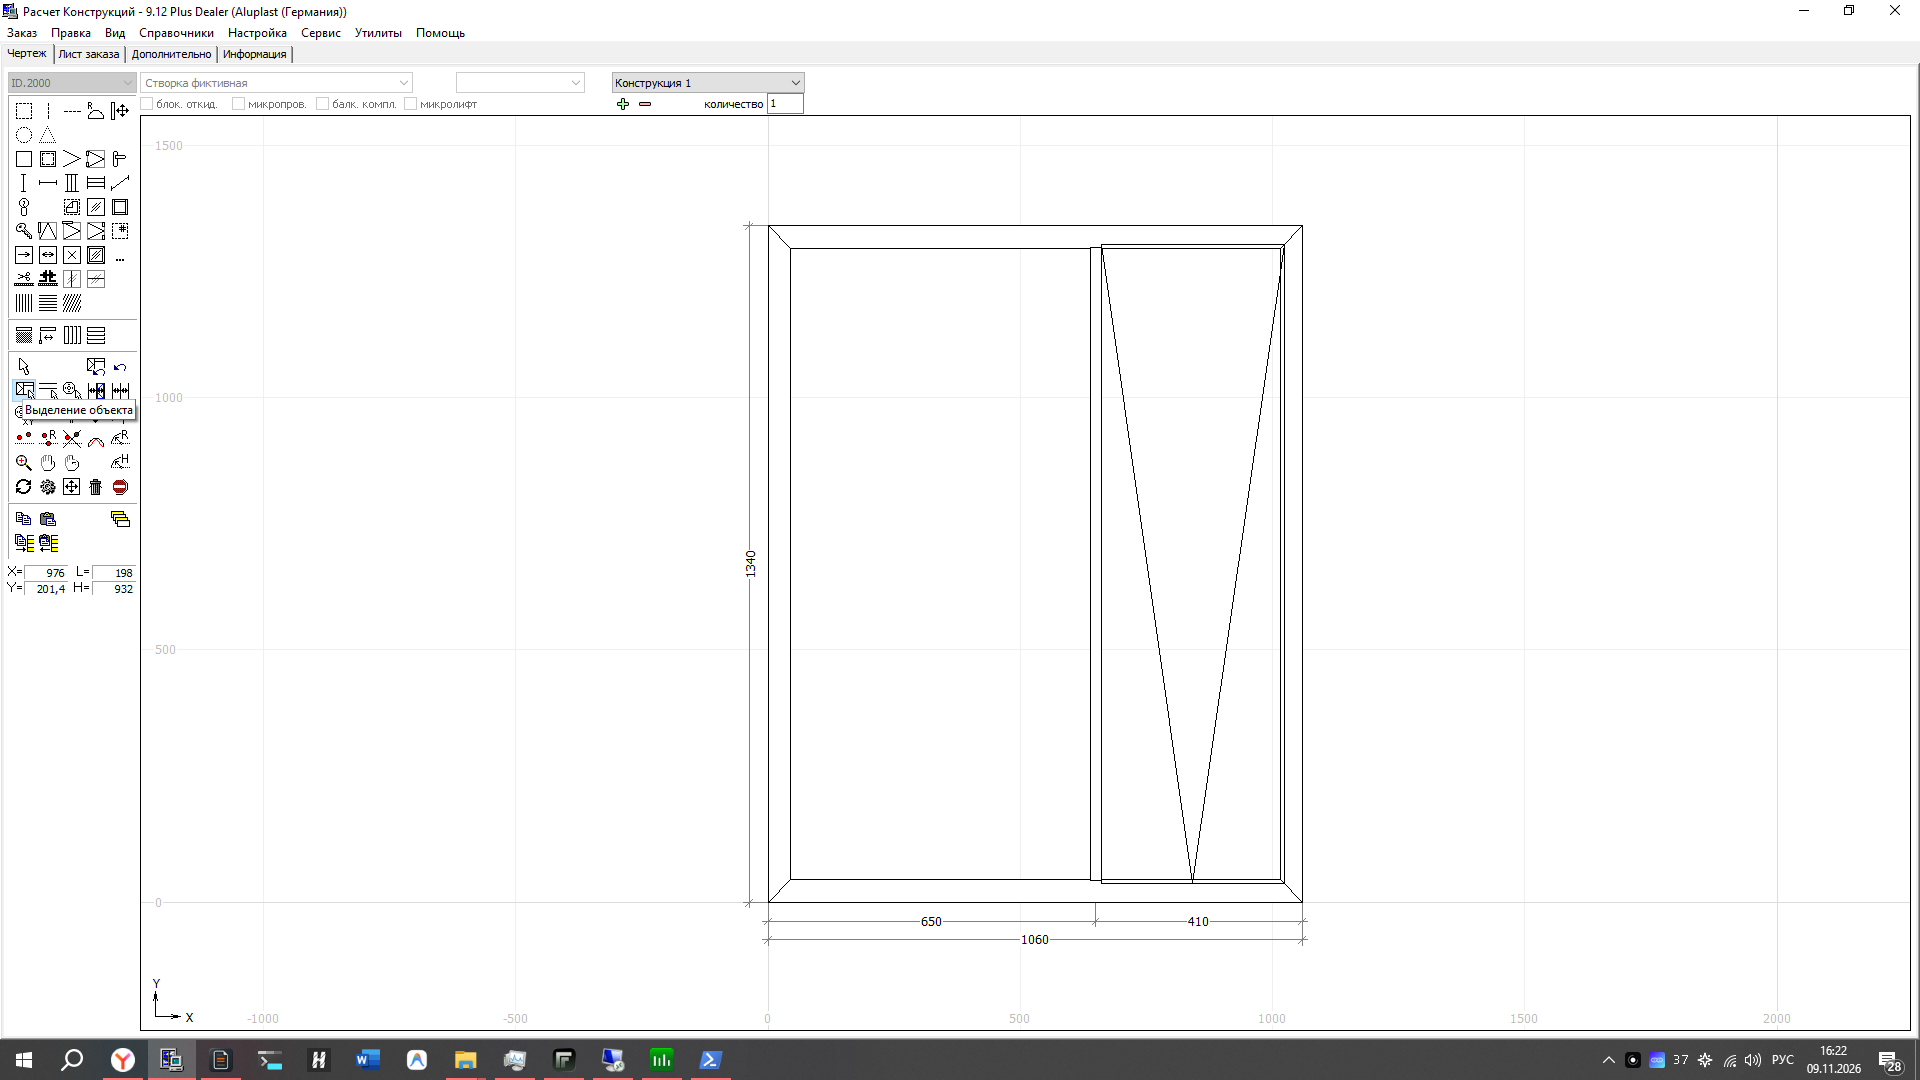 Расчет Конструкций - 9.12 Plus Dealer (Aluplast (Германия))
Заказ Правка Вид Справочники Настройка Сервис Утилиты Помощь
Чертеж Лист заказа Дополнительно Информация
ID.2000 Створка фиктивная Конструкция 1
блок. откид. микропров. балк. компл. микролифт количество 1
1500
1000
Выделение объекта
500
X= 976 L= 198
Y= 201,4 H= 932
1340
0
650 410
1060
Y
X
-1000 -500 0 500 1000 1500 2000
37 РУС 16:22
09.11.2026
28